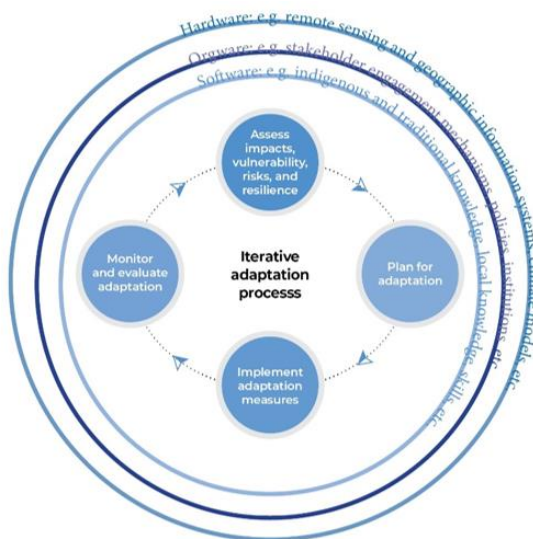 Hardware: e.g. remote sensing and geographic information systems, climate models, etc
Orgware: e.g. stakeholder engagement mechanisms, policies, institutions, etc
Software: e.g. indigenous and traditional knowledge, local knowledge, skills, etc
Assess
impacts,
vulnerability,
risks, and
resilience
Monitor
and evaluate
adaptation
Iterative
adaptation
processs
Plan for
adaptation
Implement
adaptation
measures